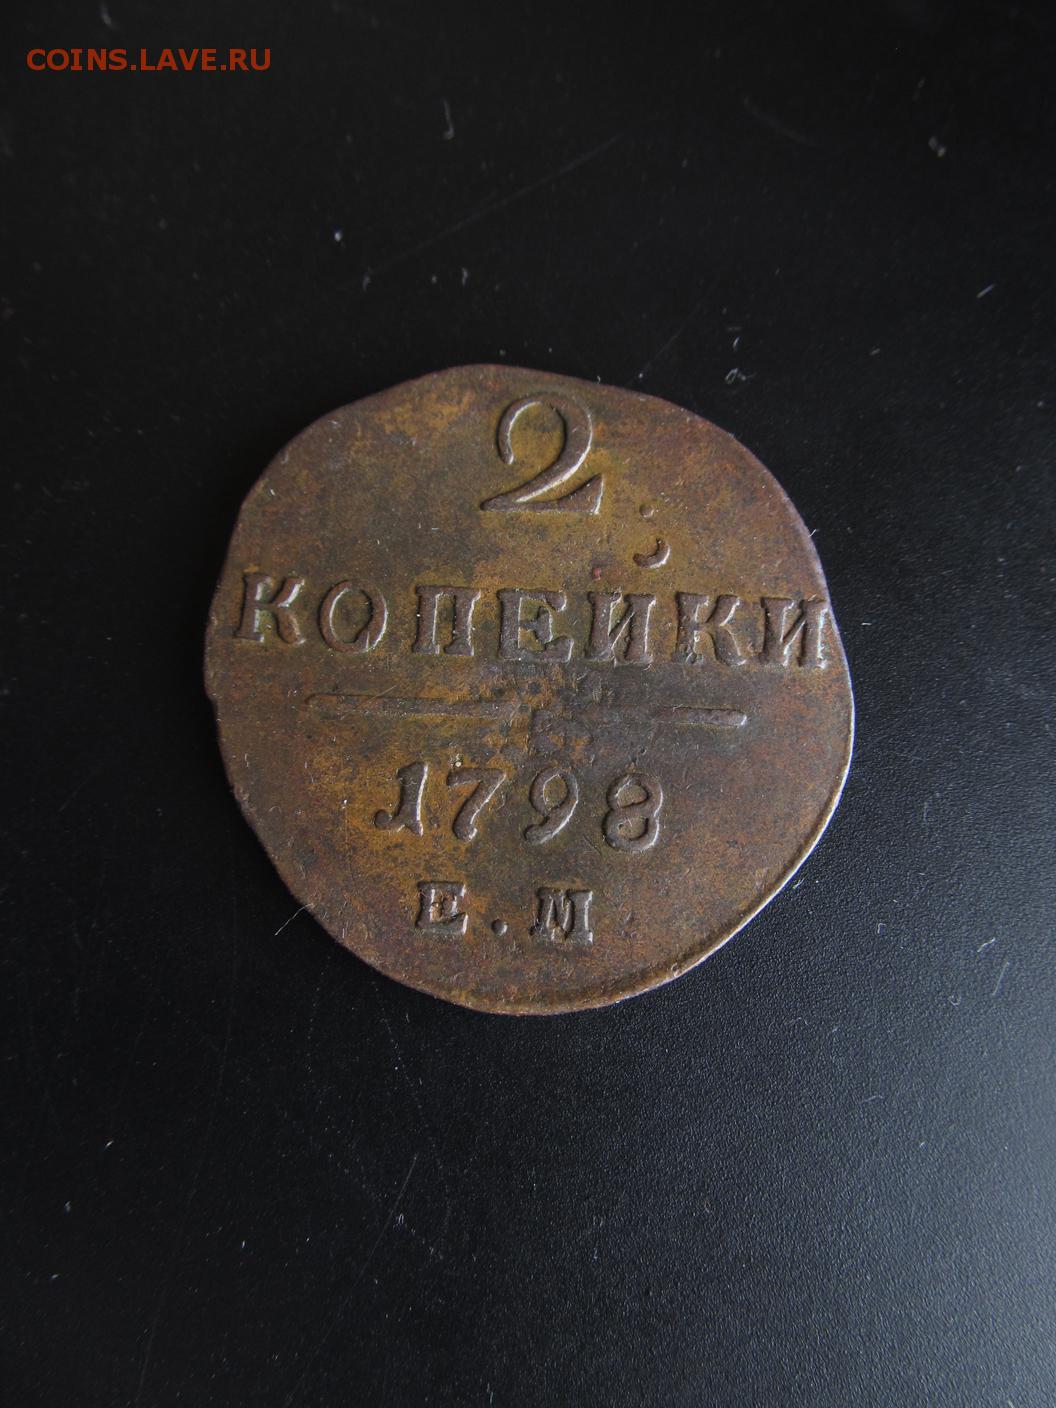 COINS.LAVE.RU
2
КОПЕЙКИ
1798
Е.М